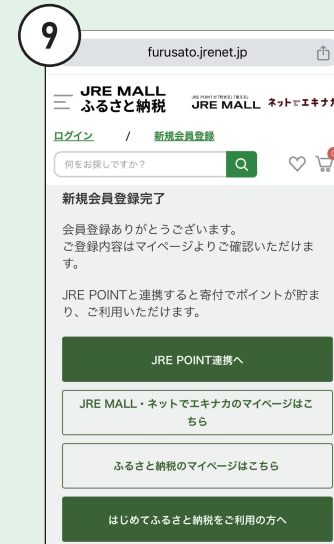 9
furusato.jrenet.jp
JRE MALL
ふるさと納税
JRE MALL ネットでエキナカ
ログイン / 新規会員登録
何をお探しですか？
新規会員登録完了
会員登録ありがとうございます。
ご登録内容はマイページよりご確認いただけま
す。
JRE POINTと連携すると寄付でポイントが貯ま
り、ご利用いただけます。
JRE POINT連携へ
JRE MALL・ネットでエキナカのマイページはこ
ちら
ふるさと納税のマイページはこちら
はじめてふるさと納税をご利用の方へ